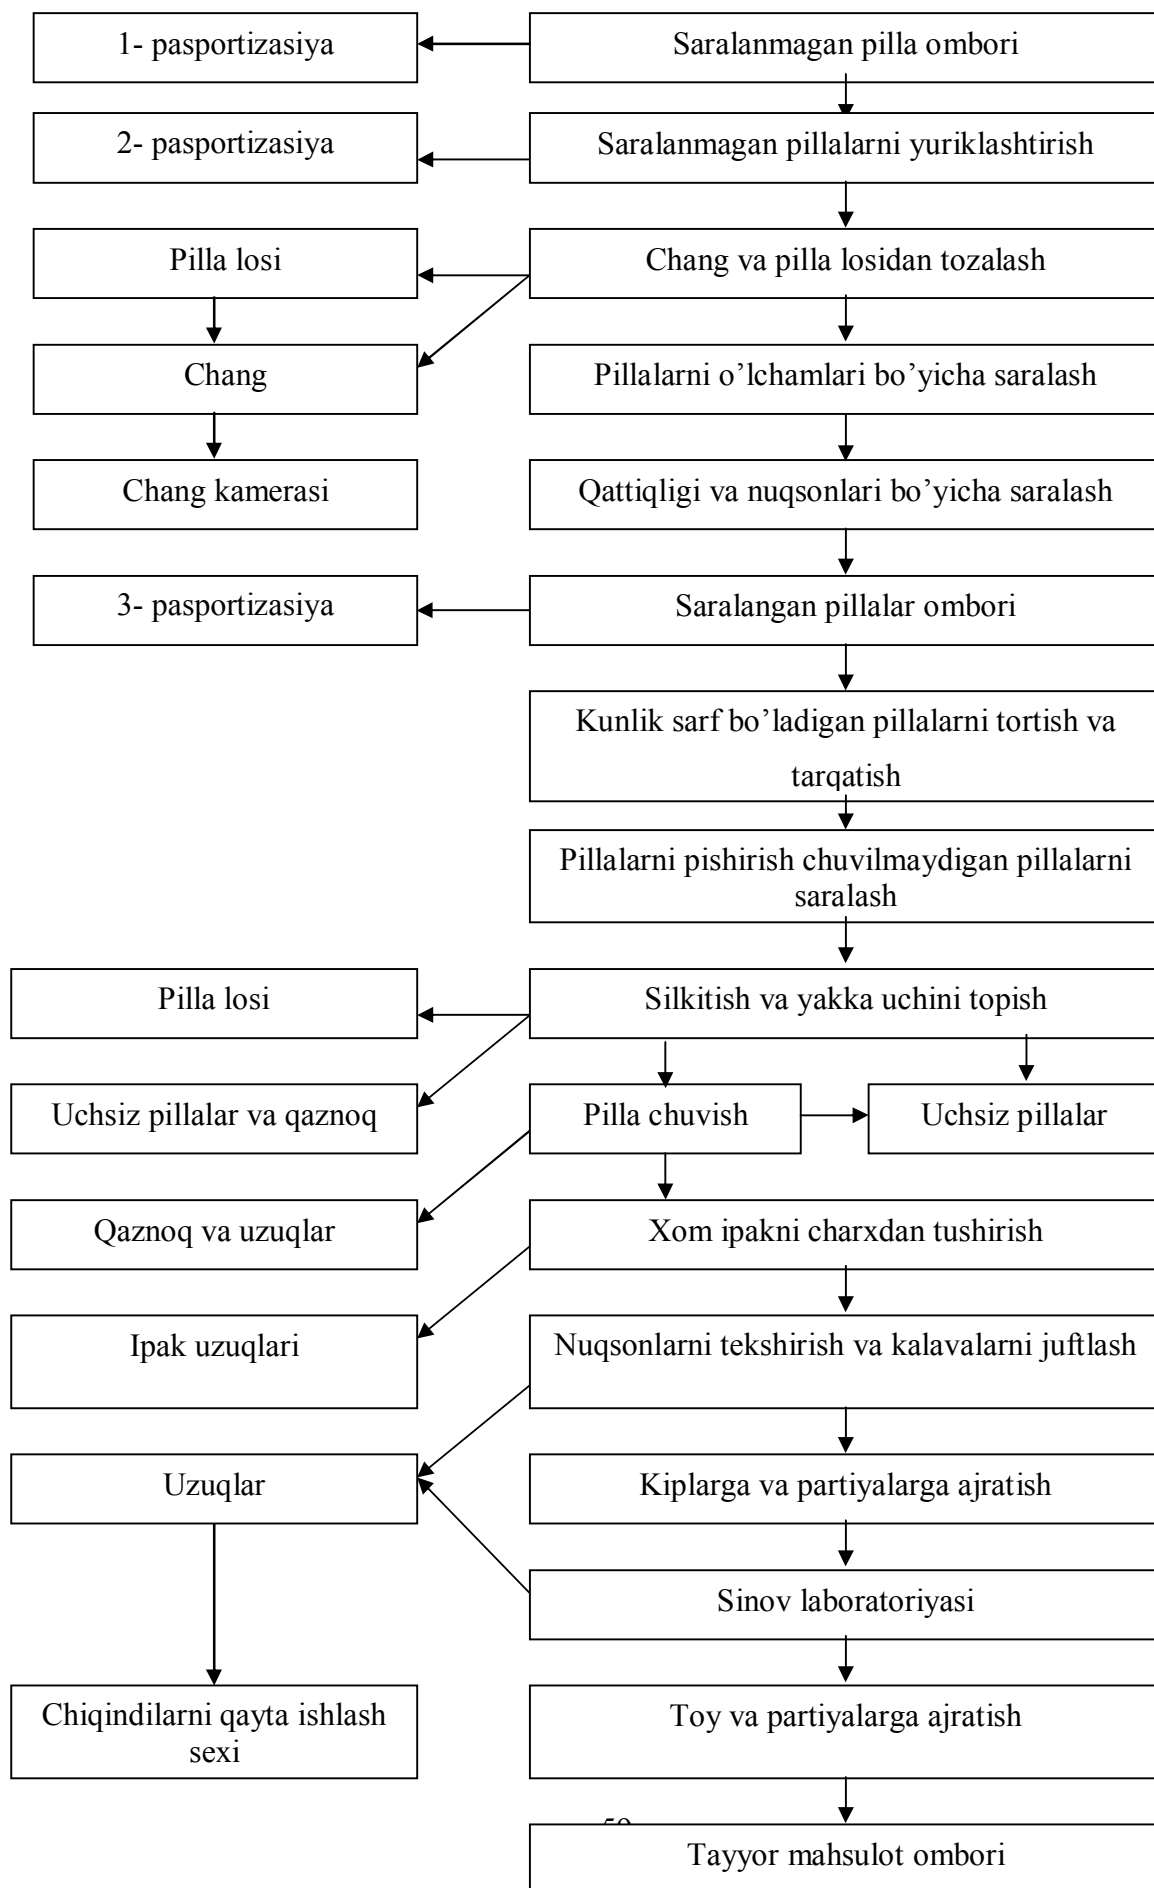 1- pasportizasiya
Saralanmagan pilla ombori
2- pasportizasiya
Saralanmagan pillalarni yuriklashtirish
Pilla losi
Chang va pilla losidan tozalash
Chang
Pillalarni o’lchamlari bo’yicha saralash
Chang kamerasi
Qattiqligi va nuqsonlari bo’yicha saralash
3- pasportizasiya
Saralangan pillalar ombori
Kunlik sarf bo’ladigan pillalarni tortish va
tarqatish
Pillalarni pishirish chuvilmaydigan pillalarni
saralash
Pilla losi
Silkitish va yakka uchini topish
Uchsiz pillalar va qaznoq
Pilla chuvish
Uchsiz pillalar
Qaznoq va uzuqlar
Xom ipakni charxdan tushirish
Ipak uzuqlari
Nuqsonlarni tekshirish va kalavalarni juftlash
Uzuqlar
Kiplarga va partiyalarga ajratish
Sinov laboratoriyasi
Chiqindilarni qayta ishlash
sexi
Toy va partiyalarga ajratish
Tayyor mahsulot ombori